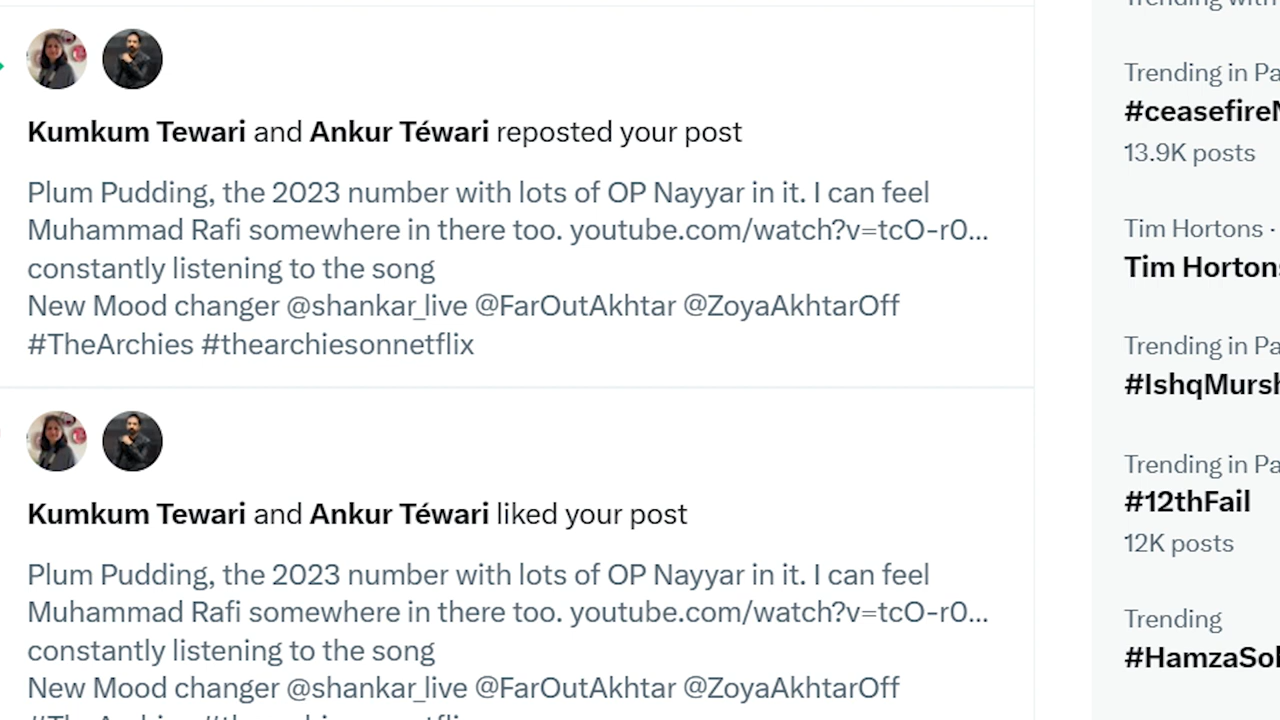 Kumkum Tewari and Ankur Téwari reposted your post
Plum Pudding, the 2023 number with lots of OP Nayyar in it. I can feel
Muhammad Rafi somewhere in there too. youtube.com/watch?v=tcO-r0...
constantly listening to the song
New Mood changer @shankar_live @FarOutAkhtar @ZoyaAkhtarOff
#TheArchies #thearchiesonnetflix
Kumkum Tewari and Ankur Téwari liked your post
Plum Pudding, the 2023 number with lots of OP Nayyar in it. I can feel
Muhammad Rafi somewhere in there too. youtube.com/watch?v=tcO-r0...
constantly listening to the song
New Mood changer @shankar_live @FarOutAkhtar @ZoyaAkhtarOff
Trending with
Trending in Pa
#ceasefireN
13.9K posts
Tim Hortons ·
Tim Hortons
Trending in Pa
#IshqMursh
Trending in Pa
#12thFail
12K posts
Trending
#HamzaSoh